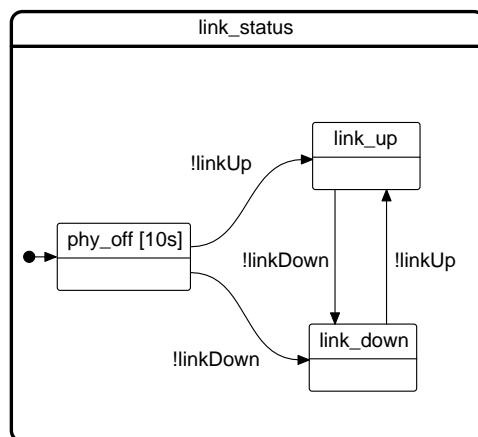 link_status
link_up
!linkUp
phy_off [10s]
!linkDown
!linkUp
link_down
!linkDown